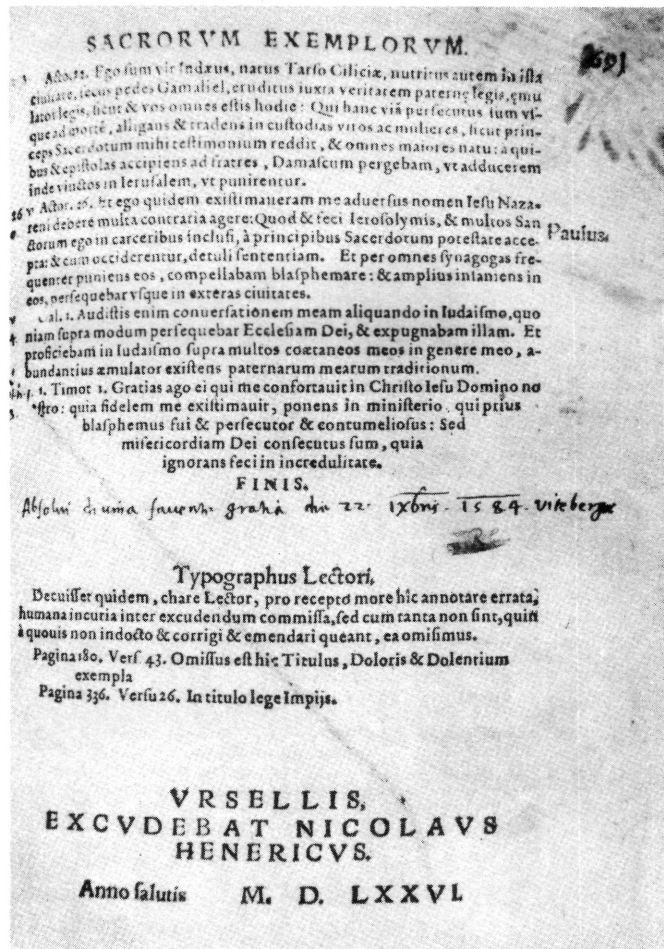 SACRORVM EXEMPLORVM.
691
Acto. 22. Ego sum vir Iudæus, natus Tarso Ciliciæ, nutritus autem in ista
ciuitate, secus pedes Gamaliel, eruditus iuxta veritatem paternę legis, ęmu
lator legis, sicut & vos omnes estis hodie: Qui hanc viā persecutus sum vs-
que ad mortē, alligans & tradens in custodias viros ac mulieres, sicut prin-
ceps Sacerdotum mihi testimonium reddit, & omnes maiores natu: a qui-
bus & epistolas accipiens ad fratres, Damascum pergebam, vt adducerem
inde vinctos in Ierusalem, vt punirentur.
Actor. 26. Et ego quidem existimaueram me aduersus nomen Iesu Naza-
reni debere multa contraria agere: Quod & feci Ierosolymis, & multos San
ctorum ego in carceribus inclusi, à principibus Sacerdotum potestate acce-
pta: & cum occiderentur, detuli sententiam. Et per omnes synagogas fre-
quenter puniens eos, compellabam blasphemare: & amplius insaniens in
eos, persequebar vsque in exteras ciuitates.
Paulus.
Gal. 1. Audistis enim conuersationem meam aliquando in Iudaismo, quo
niam supra modum persequebar Ecclesiam Dei, & expugnabam illam. Et
proficiebam in Iudaismo supra multos coætaneos meos in genere meo, a-
bundantius æmulator existens paternarum mearum traditionum.
1. Timot 1. Gratias ago ei qui me confortauit in Christo Iesu Domino no
stro: quia fidelem me existimauit, ponens in ministerio, qui prius
blasphemus fui & persecutor & contumeliosus: Sed
misericordiam Dei consecutus sum, quia
ignorans feci in incredulitate.
FINIS.
Absolui diuina fauente gratia die 22. IXbris. 1584. Vitebergæ
Typographus Lectori.
Decuisset quidem, chare Lector, pro recepto more hic annotare errata,
humana incuria inter excudendum commissa, sed cum tanta non sint, quin
à quouis non indocto & corrigi & emendari queant, ea omisimus.
Pagina 180. Vers 43. Omissus est hic Titulus, Doloris & Dolentium
exempla
Pagina 336. Versu 26. In titulo lege Impijs.
VRSELLIS,
EXCVDEBAT NICOLAVS
HENERICVS.
Anno salutis M. D. LXXVI.